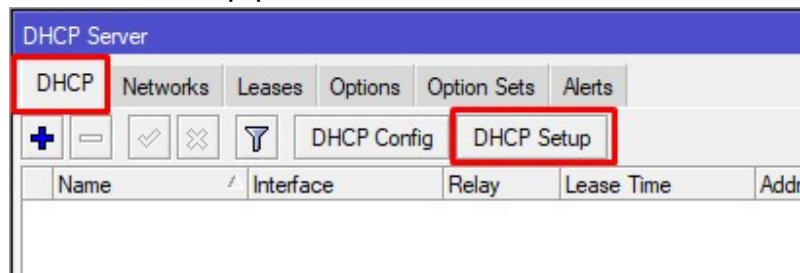 DHCP Server
DHCP Networks Leases Options Option Sets Alerts
DHCP Config DHCP Setup
Name Interface Relay Lease Time